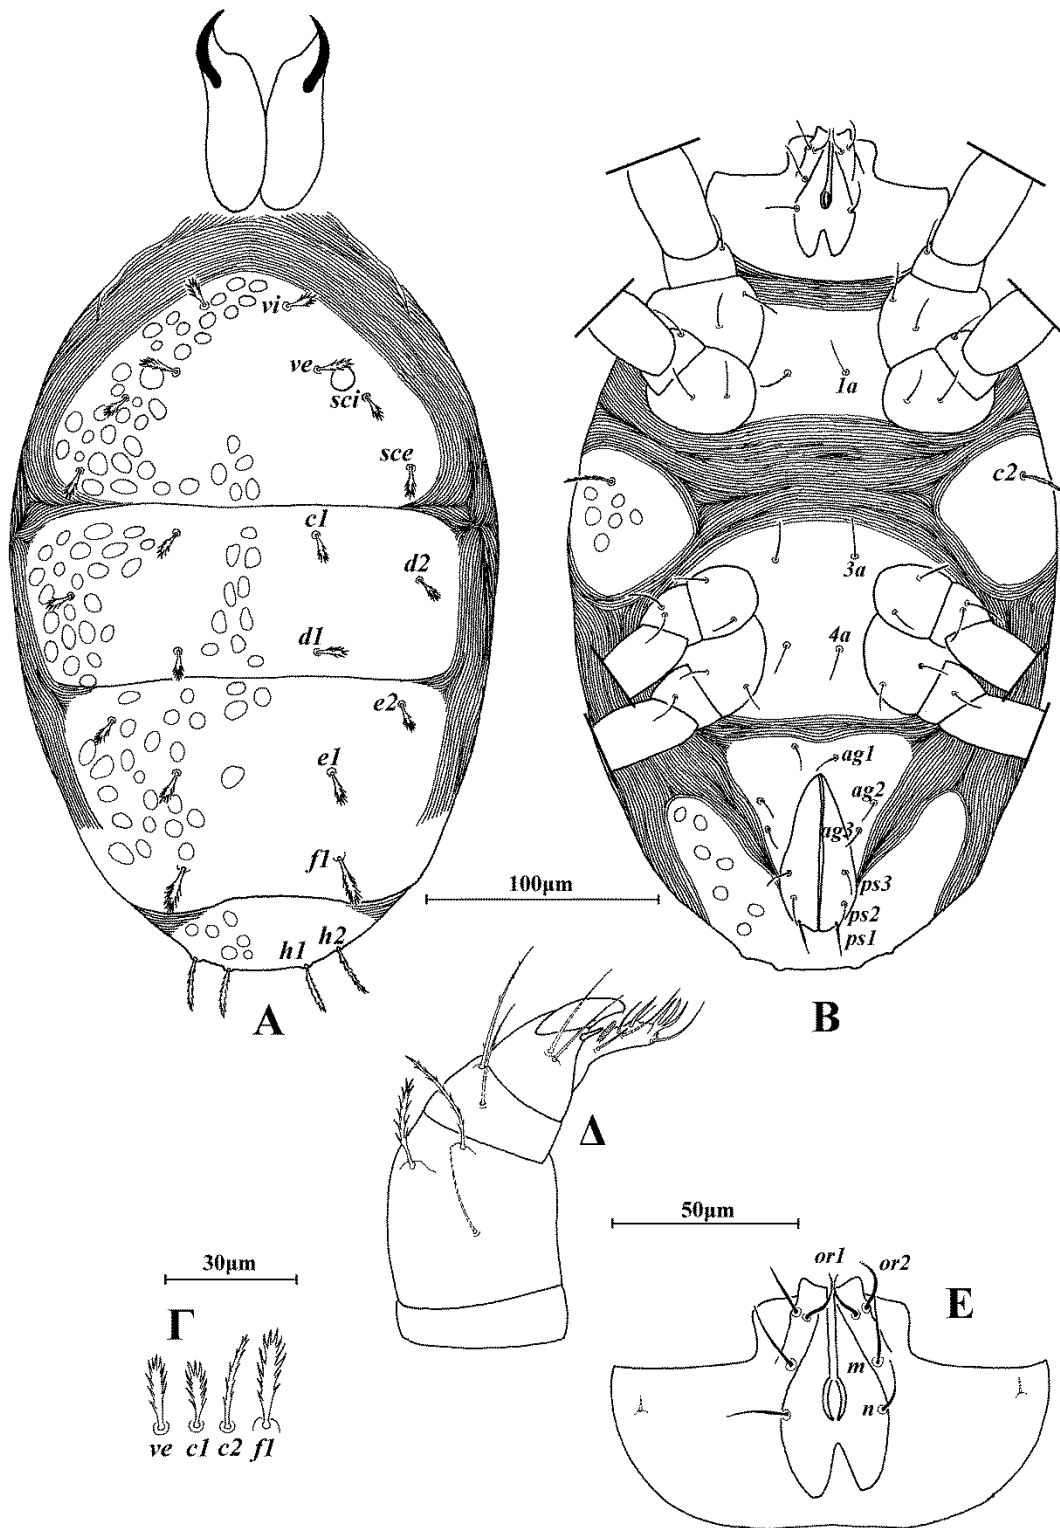 vi
ve
sci
sce
c1
d2
d1
e2
e1
f1
h1 h2
A
1a
c2
3a
4a
ag1
ag2
ag3
ps3
ps2
ps1
B
100μm
Δ
30μm
Γ
ve c1 c2 f1
50μm
or1 or2
E
m
n